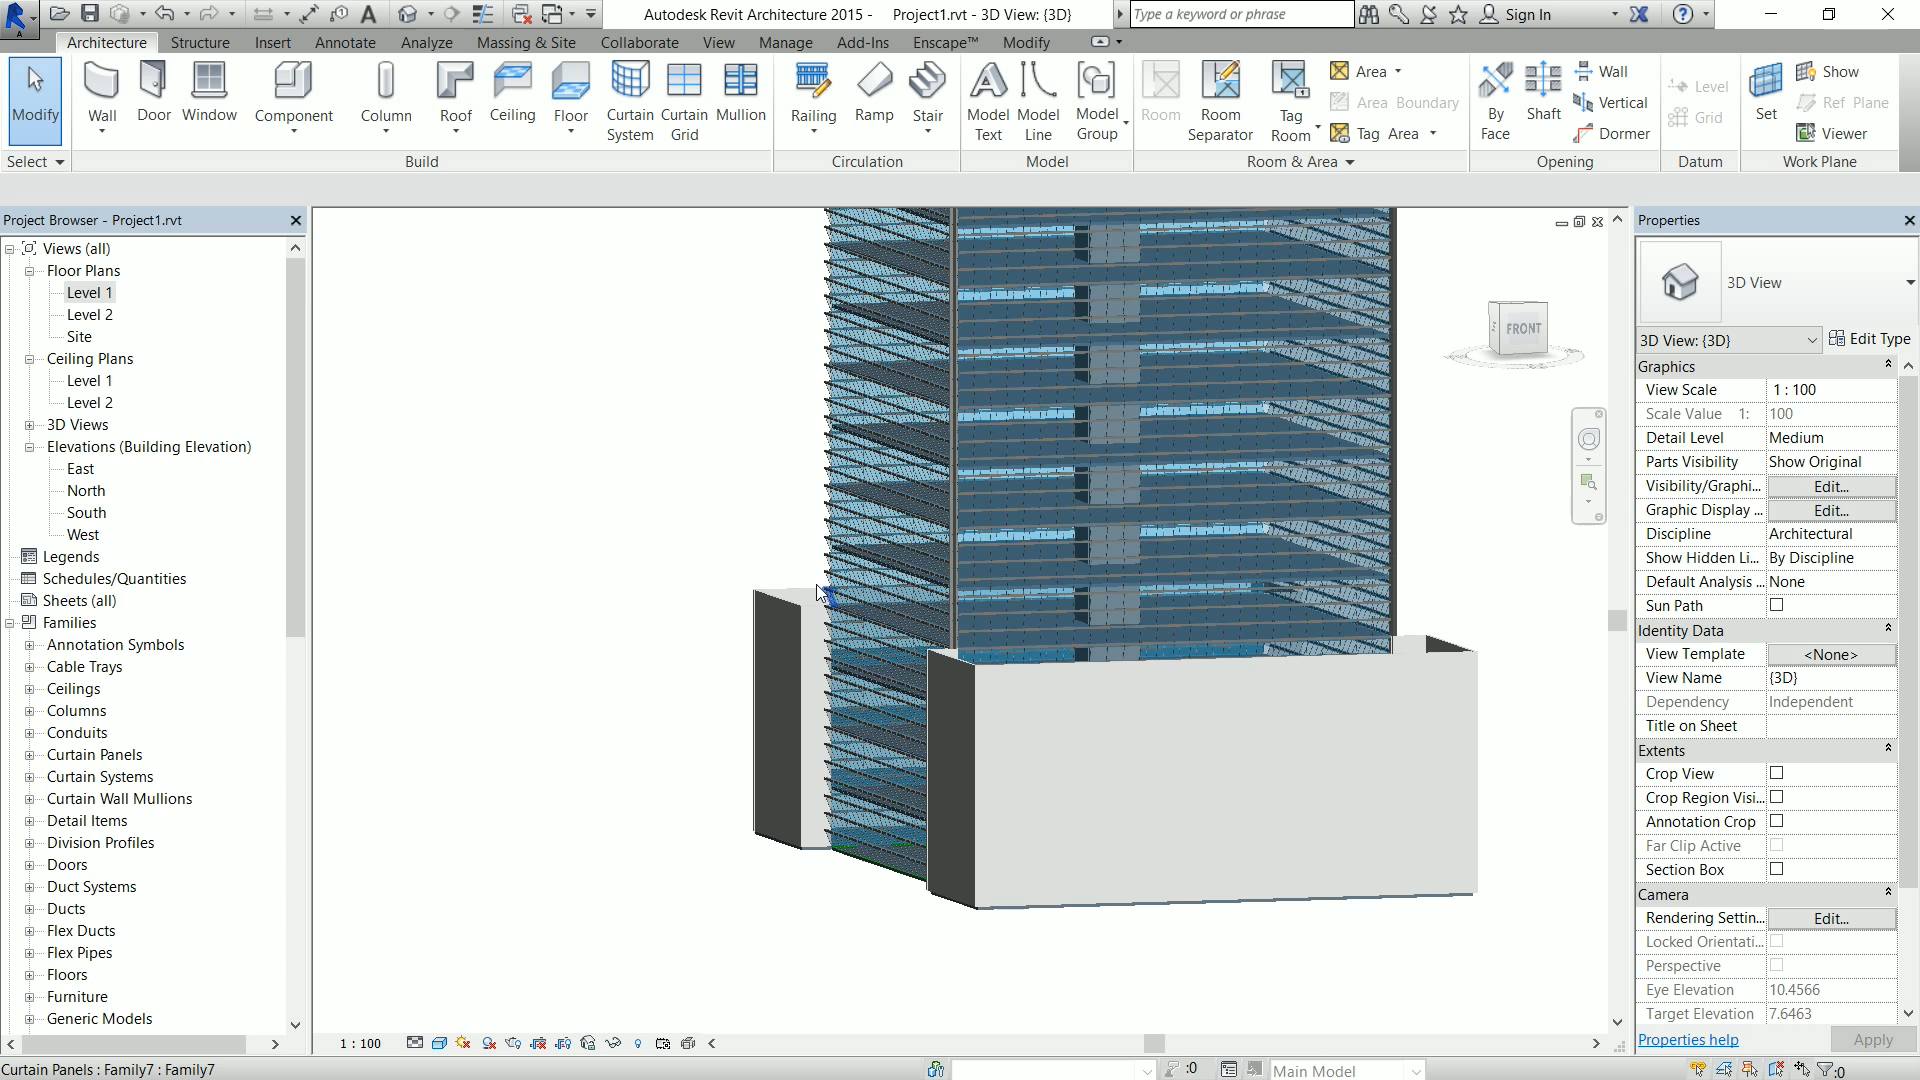 Autodesk Revit Architecture 2015 - Project1.rvt - 3D View: {3D}
Type a keyword or phrase
Sign In
Architecture Structure Insert Annotate Analyze Massing & Site Collaborate View Manage Add-Ins Enscape™ Modify
Modify
Wall
Door
Window
Component
Column
Roof
Ceiling
Floor
Curtain System
Curtain Grid
Mullion
Railing
Ramp
Stair
Model Text
Model Line
Model Group
Room
Room Separator
Tag Room
Area
Area Boundary
Tag Area
By Face
Shaft
Wall
Vertical
Dormer
Level
Grid
Set
Show
Ref Plane
Viewer
Select
Build
Circulation
Model
Room & Area
Opening
Datum
Work Plane
Project Browser - Project1.rvt
Views (all)
Floor Plans
Level 1
Level 2
Site
Ceiling Plans
Level 1
Level 2
3D Views
Elevations (Building Elevation)
East
North
South
West
Legends
Schedules/Quantities
Sheets (all)
Families
Annotation Symbols
Cable Trays
Ceilings
Columns
Conduits
Curtain Panels
Curtain Systems
Curtain Wall Mullions
Detail Items
Division Profiles
Doors
Duct Systems
Ducts
Flex Ducts
Flex Pipes
Floors
Furniture
Generic Models
FRONT
Properties
3D View
3D View: {3D}
Edit Type
Graphics
View Scale 1 : 100
Scale Value 1: 100
Detail Level Medium
Parts Visibility Show Original
Visibility/Graphi... Edit...
Graphic Display ... Edit...
Discipline Architectural
Show Hidden Li... By Discipline
Default Analysis ... None
Sun Path
Identity Data
View Template <None>
View Name {3D}
Dependency Independent
Title on Sheet
Extents
Crop View
Crop Region Visi...
Annotation Crop
Far Clip Active
Section Box
Camera
Rendering Settin... Edit...
Locked Orientati...
Perspective
Eye Elevation 10.4566
Target Elevation 7.6463
Properties help
Apply
1 : 100
Curtain Panels : Family7 : Family7
:0
Main Model
:0